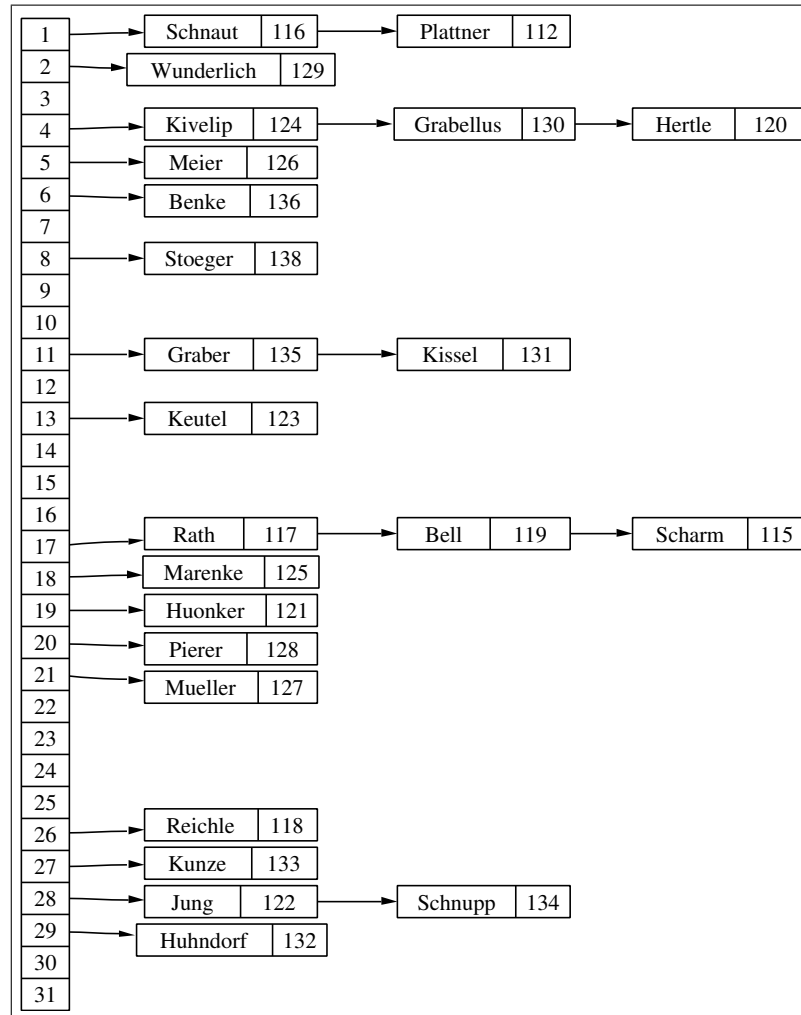 1 Schnaut 116 Plattner 112
2 Wunderlich 129
3
4 Kivelip 124 Grabellus 130 Hertle 120
5 Meier 126
6 Benke 136
7
8 Stoeger 138
9
10
11 Graber 135 Kissel 131
12
13 Keutel 123
14
15
16
17 Rath 117 Bell 119 Scharm 115
18 Marenke 125
19 Huonker 121
20 Pierer 128
21 Mueller 127
22
23
24
25
26 Reichle 118
27 Kunze 133
28 Jung 122 Schnupp 134
29 Huhndorf 132
30
31